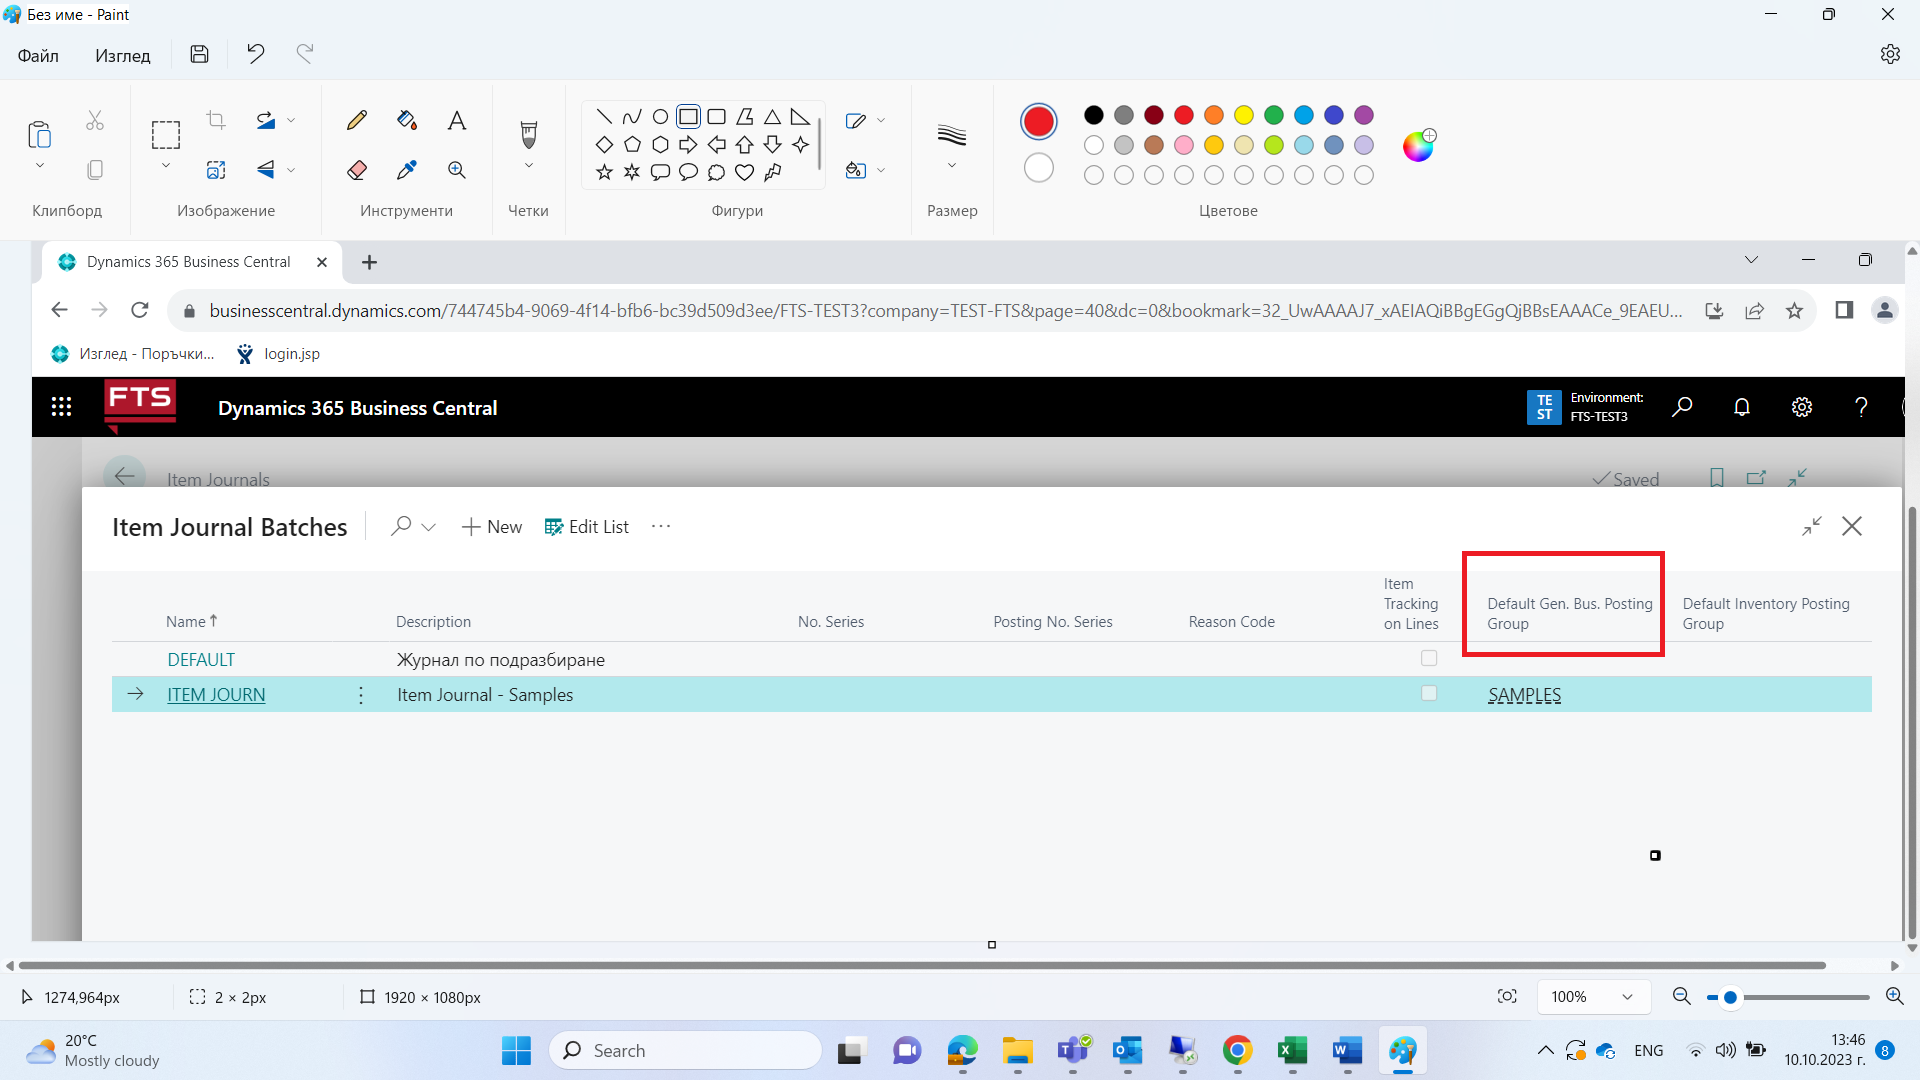 Без име - Paint
Файл
Изглед
Клипборд
Изображение
Инструменти
Четки
Фигури
Размер
Цветове
Dynamics 365 Business Central
businesscentral.dynamics.com/744745b4-9069-4f14-bfb6-bc39d509d3ee/FTS-TEST3?company=TEST-FTS&page=40&dc=0&bookmark=32_UwAAAAJ7_xAEIAQiBBgEGgQjBBsEAAACe_9EAEU...
Изглед - Поръчки...
login.jsp
FTS
Dynamics 365 Business Central
TE
ST
Environment:
FTS-TEST3
Item Journals
Saved
Item Journal Batches
New
Edit List
Name
Description
No. Series
Posting No. Series
Reason Code
Item
Tracking
on Lines
Default Gen. Bus. Posting
Group
Default Inventory Posting
Group
DEFAULT
Журнал по подразбиране
ITEM JOURN
Item Journal - Samples
SAMPLES
1274,964px
2 × 2px
1920 × 1080px
100%
20°C
Mostly cloudy
Search
ENG
13:46
10.10.2023 г.
8